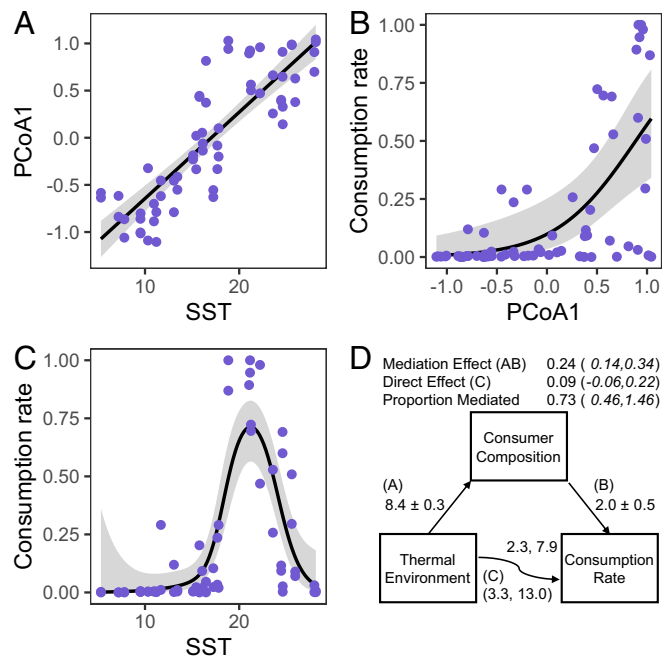 A
PCoA1
1.0
0.5
0.0
-0.5
-1.0
10
20
SST
B
Consumption rate
1.00
0.75
0.50
0.25
0.00
-1.0
-0.5
0.0
0.5
1.0
PCoA1
C
Consumption rate
1.00
0.75
0.50
0.25
0.00
10
20
SST
D
Mediation Effect (AB) 0.24 ( 0.14,0.34)
Direct Effect (C) 0.09 (-0.06,0.22)
Proportion Mediated 0.73 ( 0.46,1.46)
Consumer
Composition
(A)
8.4 ± 0.3
(B)
2.0 ± 0.5
Thermal
Environment
2.3, 7.9
(C)
(3.3, 13.0)
Consumption
Rate